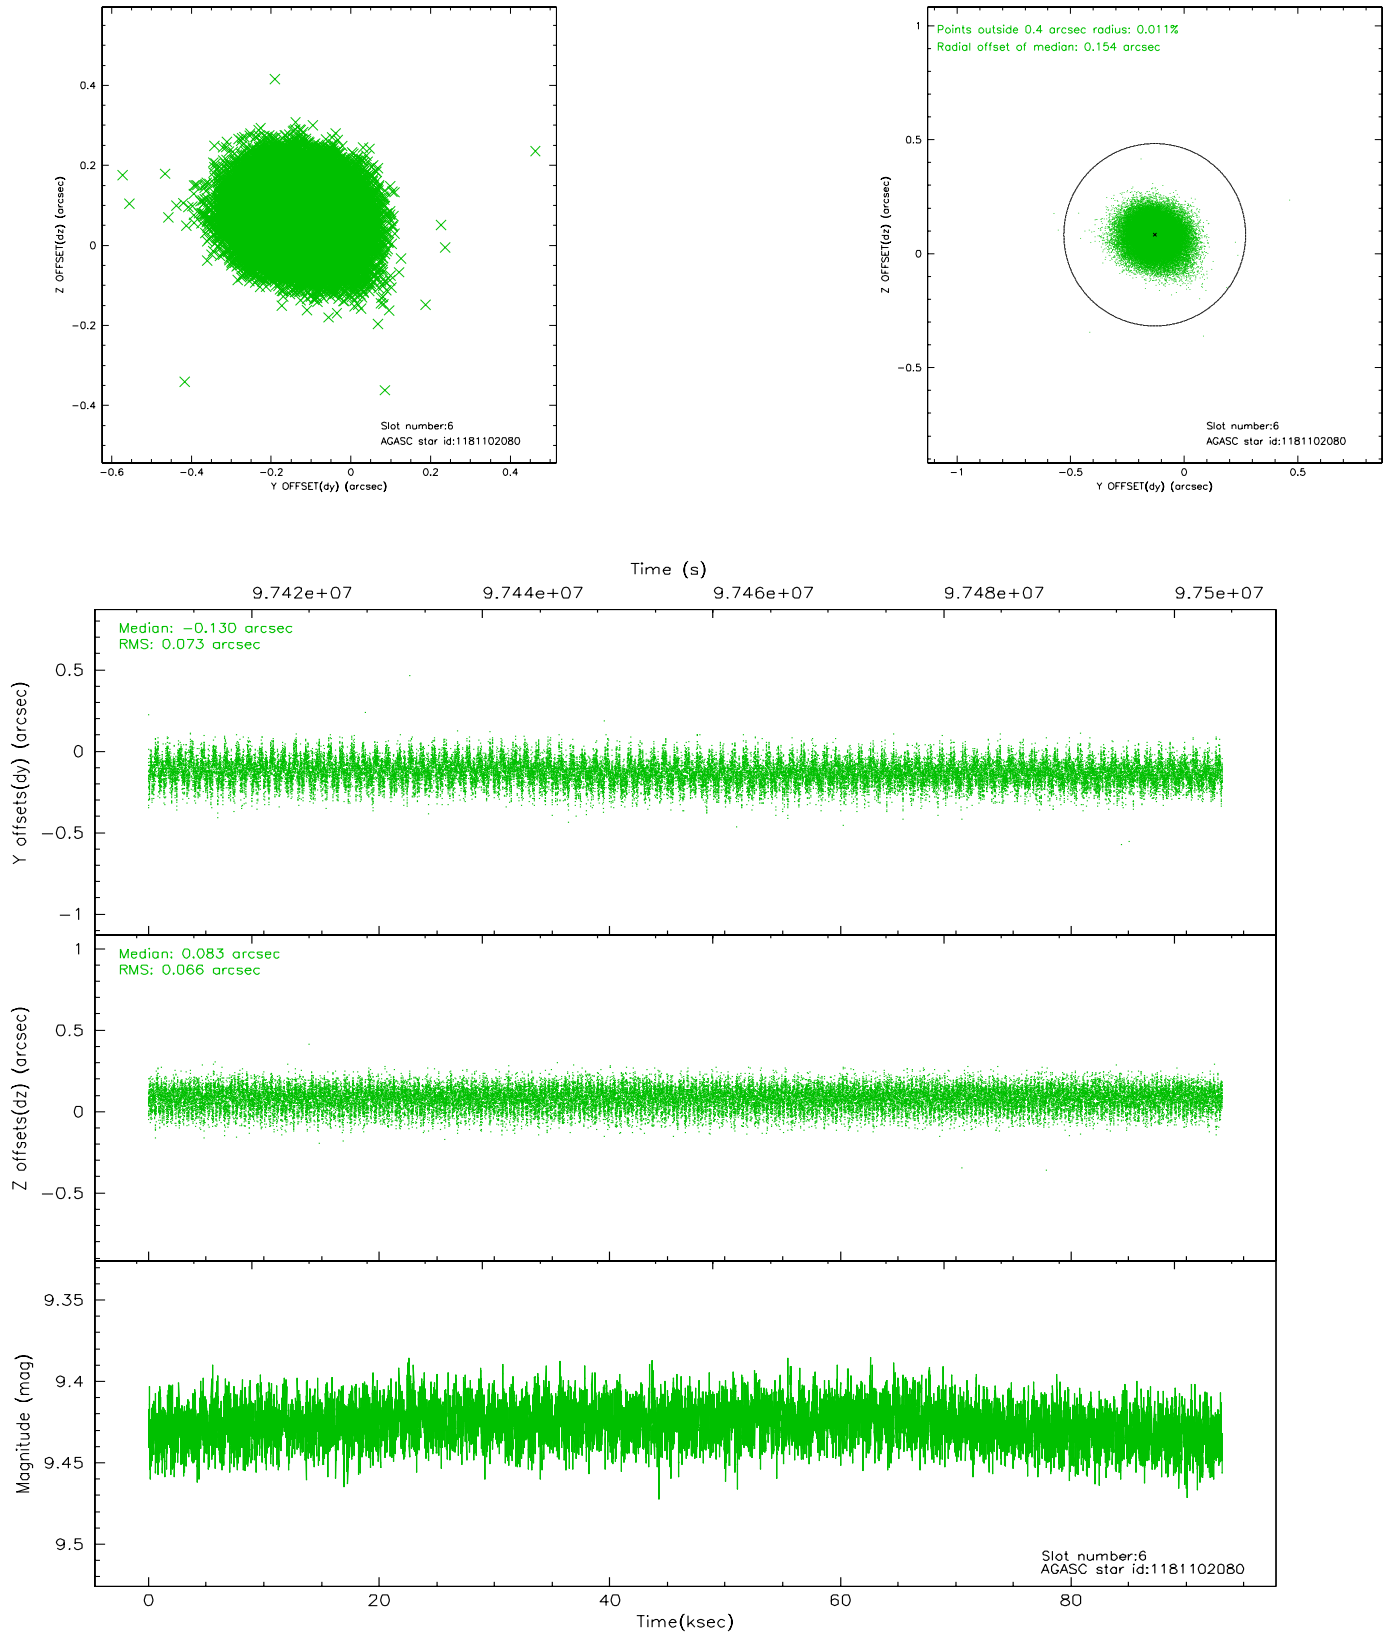 0.4
0.2
0
−0.2
−0.4
Z OFFSET(dz) (arcsec)
Slot number:6
AGASC star id:1181102080
−0.6
−0.4
−0.2
0
0.2
0.4
Y OFFSET(dy) (arcsec)
Points outside 0.4 arcsec radius: 0.011%
Radial offset of median: 0.154 arcsec
1
0.5
0
−0.5
Z OFFSET(dz) (arcsec)
Slot number:6
AGASC star id:1181102080
−1
−0.5
0
0.5
Y OFFSET(dy) (arcsec)
Time (s)
9.742e+07
9.744e+07
9.746e+07
9.748e+07
9.75e+07
Median: −0.130 arcsec
RMS: 0.073 arcsec
0.5
0
−0.5
−1
Y offsets(dy) (arcsec)
Median: 0.083 arcsec
RMS: 0.066 arcsec
1
0.5
0
−0.5
Z offsets(dz) (arcsec)
9.35
9.4
9.45
9.5
Magnitude (mag)
Slot number:6
AGASC star id:1181102080
0
20
40
60
80
Time(ksec)